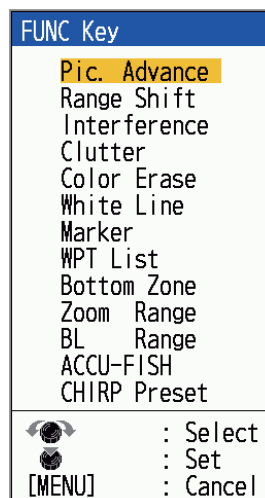 FUNC Key
Pic. Advance
Range Shift
Interference
Clutter
Color Erase
White Line
Marker
WPT List
Bottom Zone
Zoom Range
BL Range
ACCU-FISH
CHIRP Preset
: Select
: Set
[MENU] : Cancel